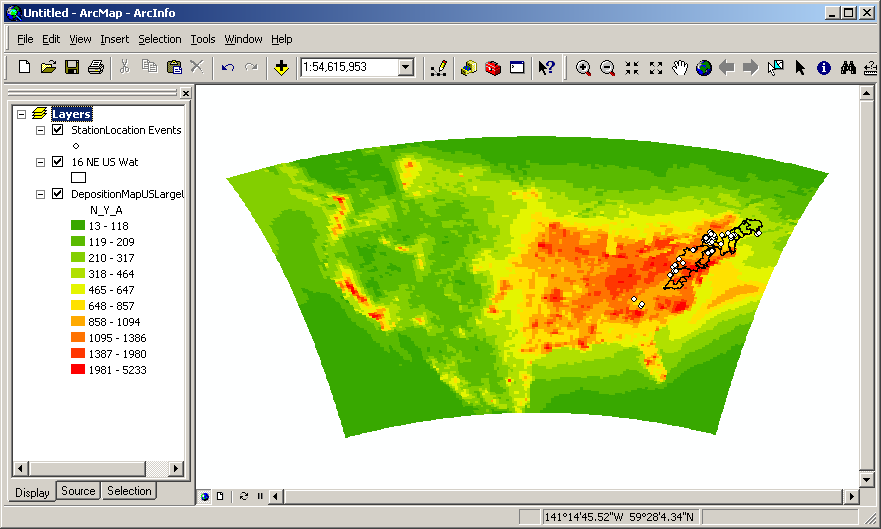 Untitled - ArcMap - ArcInfo
File Edit View Insert Selection Tools Window Help
1:54,615,953
Layers
StationLocation Events
16 NE US Wat
DepositionMapUSLarge
N_Y_A
13 - 118
119 - 209
210 - 317
318 - 464
465 - 647
648 - 857
858 - 1094
1095 - 1386
1387 - 1980
1981 - 5233
Display Source Selection
141°14'45.52"W 59°28'4.34"N